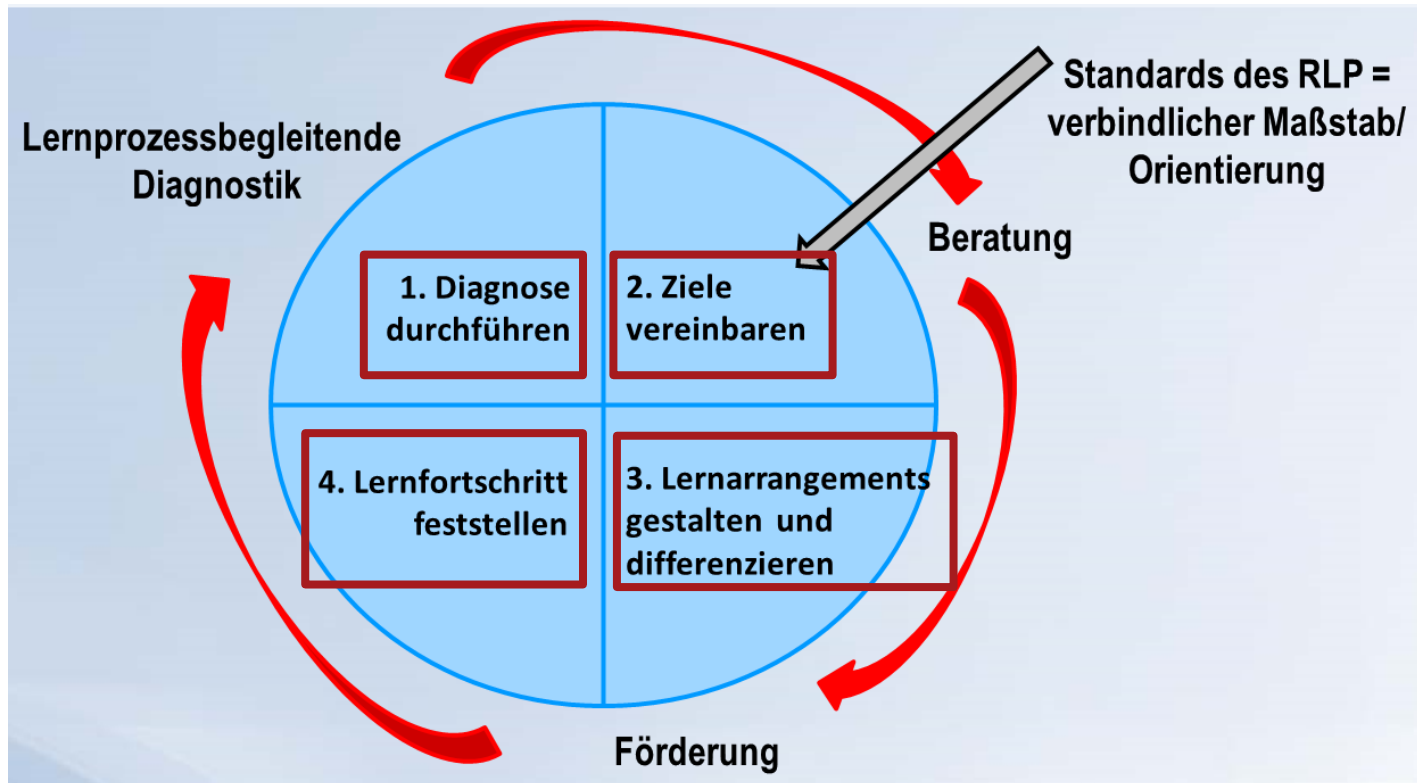 Lernprozessbegleitende
Diagnostik
Standards des RLP =
verbindlicher Maßstab/
Orientierung
Beratung
1. Diagnose
durchführen
2. Ziele
vereinbaren
4. Lernfortschritt
feststellen
3. Lernarrangements
gestalten und
differenzieren
Förderung